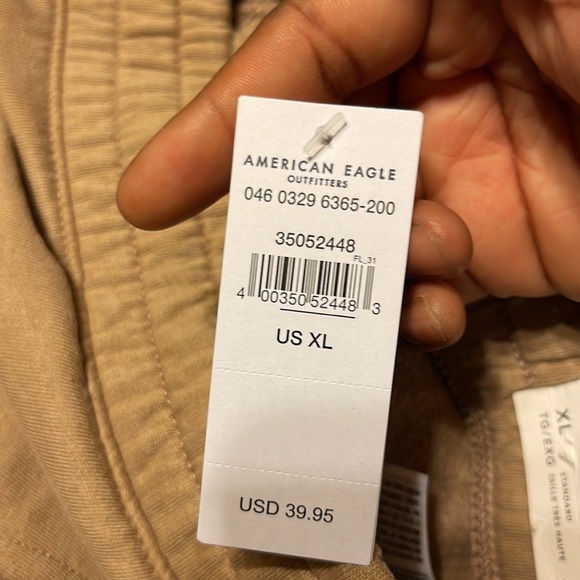 AMERICAN EAGLE
OUTFITTERS
046 0329 6365-200
35052448
FL_31
4 00350 52448 3
US XL
USD 39.95
XL/
STANDARD
TG/EXG
TAILLE TRÈS HAUTE